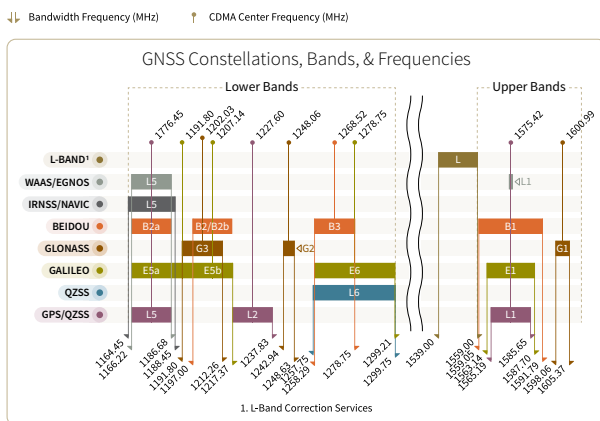 Bandwidth Frequency (MHz) CDMA Center Frequency (MHz)
GNSS Constellations, Bands, & Frequencies
Lower Bands Upper Bands
1776.45 1191.80 1202.03 1207.14 1227.60 1248.06 1268.52 1278.75 1575.42 1600.99
L-BAND¹ L
WAAS/EGNOS L5 L1
IRNSS/NAVIC L5
BEIDOU B2a B2/B2b B3 B1
GLONASS G3 G2 G1
GALILEO E5a E5b E6 E1
QZSS L6
GPS/QZSS L5 L2 L1
1164.45 1166.22 1186.68 1188.45 1191.80 1197.00 1212.26 1217.37 1237.83 1242.94 1248.63 1258.29 1278.75 1299.21 1299.75 1539.00 1559.00 1559.05 1563.14 1565.19 1585.65 1587.70 1591.79 1598.06 1605.37
1. L-Band Correction Services